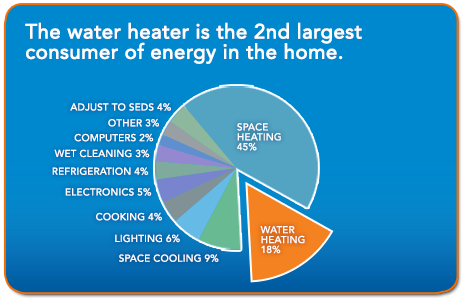 The water heater is the 2nd largest
consumer of energy in the home.
ADJUST TO SEDS 4%
OTHER 3%
COMPUTERS 2%
WET CLEANING 3%
REFRIGERATION 4%
ELECTRONICS 5%
COOKING 4%
LIGHTING 6%
SPACE COOLING 9%
SPACE
HEATING
45%
WATER
HEATING
18%